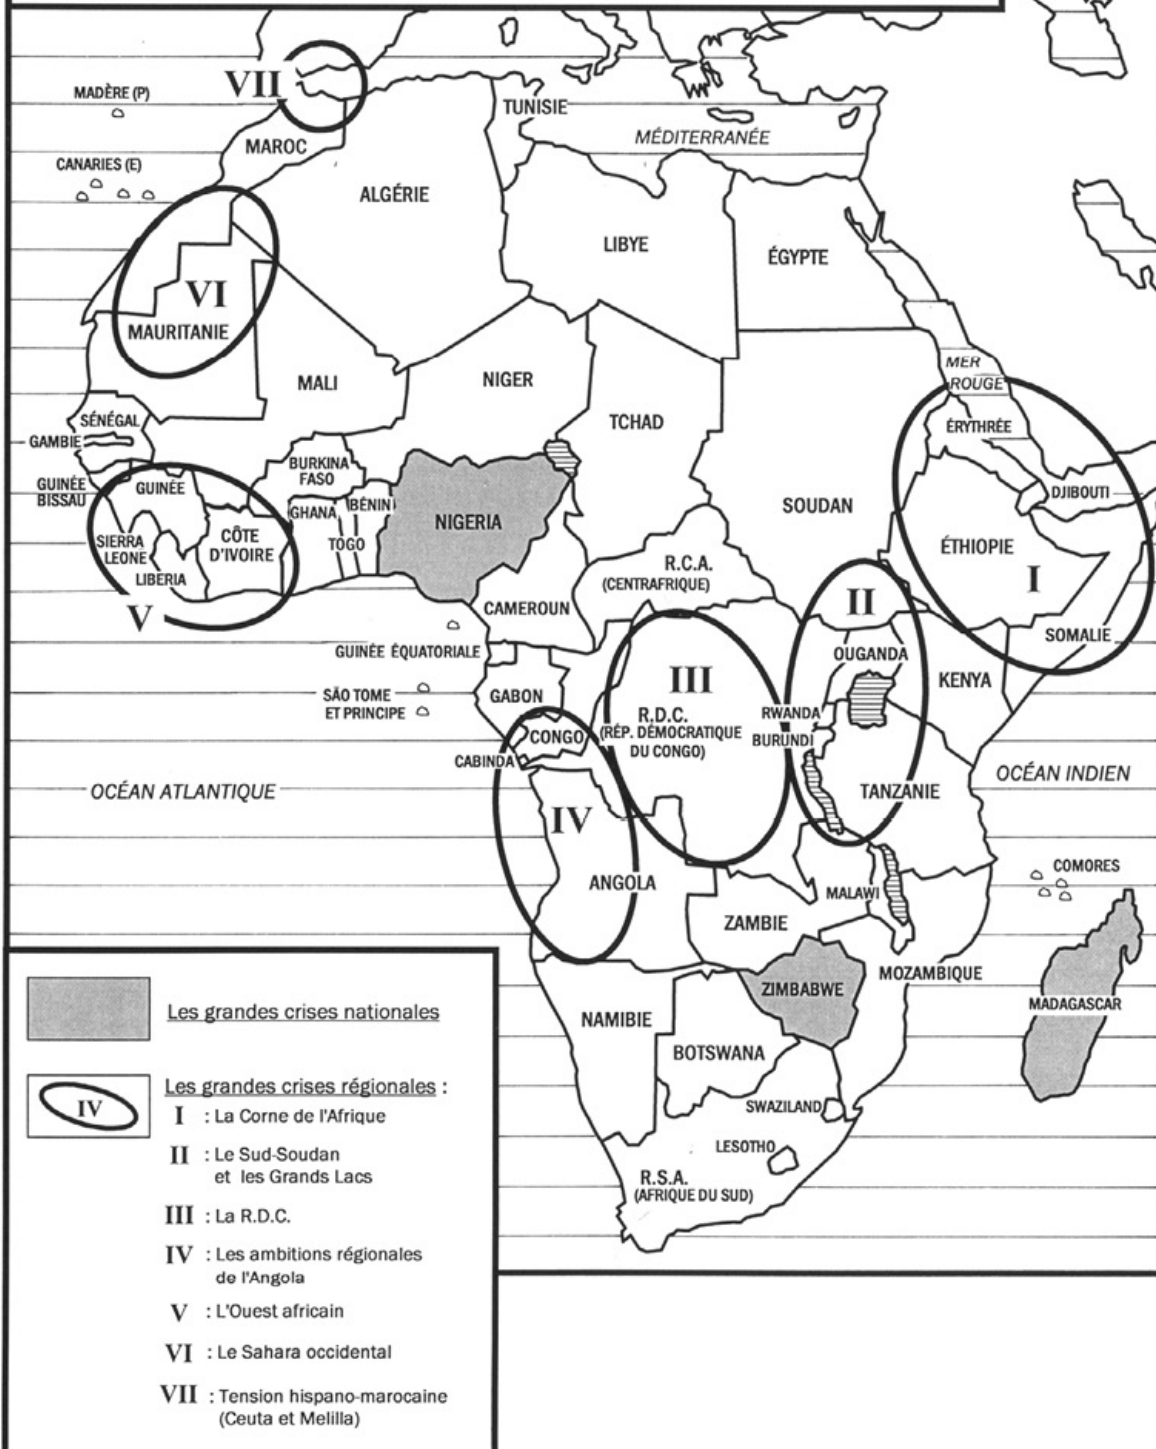 VII
MADÈRE (P)
TUNISIE
MÉDITERRANÉE
MAROC
CANARIES (E)
ALGÉRIE
LIBYE
ÉGYPTE
VI
MAURITANIE
MER
ROUGE
MALI
NIGER
TCHAD
SÉNÉGAL
GAMBIE
ÉRYTHRÉE
BURKINA
FASO
GUINÉE
BISSAU
GUINÉE
DJIBOUTI
BÉNIN
GHANA
NIGERIA
SOUDAN
SIERRA
LEONE
CÔTE
D'IVOIRE
TOGO
ÉTHIOPIE
LIBERIA
R.C.A.
(CENTRAFRIQUE)
I
II
V
CAMEROUN
SOMALIE
GUINÉE ÉQUATORIALE
OUGANDA
III
KENYA
SÃO TOME
ET PRINCIPE
GABON
R.D.C.
(RÉP. DÉMOCRATIQUE
DU CONGO)
RWANDA
BURUNDI
CONGO
CABINDA
OCÉAN ATLANTIQUE
OCÉAN INDIEN
TANZANIE
IV
COMORES
ANGOLA
MALAWI
ZAMBIE
MOZAMBIQUE
ZIMBABWE
MADAGASCAR
NAMIBIE
BOTSWANA
SWAZILAND
LESOTHO
R.S.A.
(AFRIQUE DU SUD)
Les grandes crises nationales
IV
Les grandes crises régionales :
I : La Corne de l'Afrique
II : Le Sud-Soudan
et les Grands Lacs
III : La R.D.C.
IV : Les ambitions régionales
de l'Angola
V : L'Ouest africain
VI : Le Sahara occidental
VII : Tension hispano-marocaine
(Ceuta et Melilla)